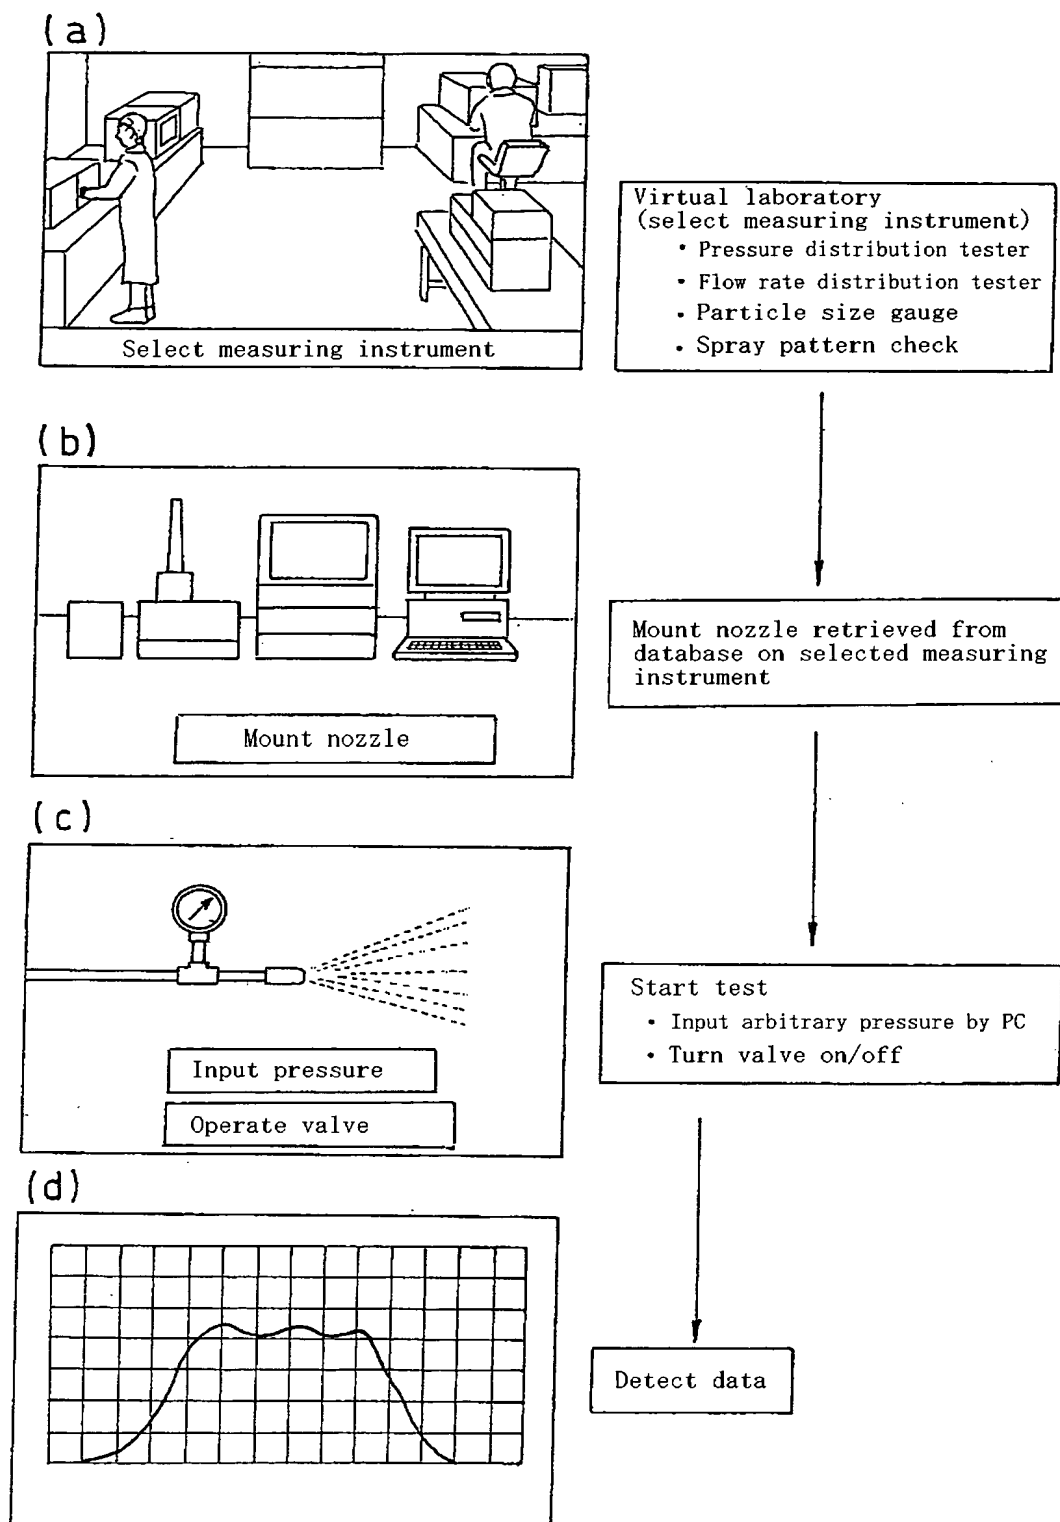 (a)
Select measuring instrument
Virtual laboratory
(select measuring instrument)
• Pressure distribution tester
• Flow rate distribution tester
• Particle size gauge
• Spray pattern check
(b)
Mount nozzle
Mount nozzle retrieved from
database on selected measuring
instrument
(c)
Input pressure
Operate valve
Start test
• Input arbitrary pressure by PC
• Turn valve on/off
(d)
Detect data